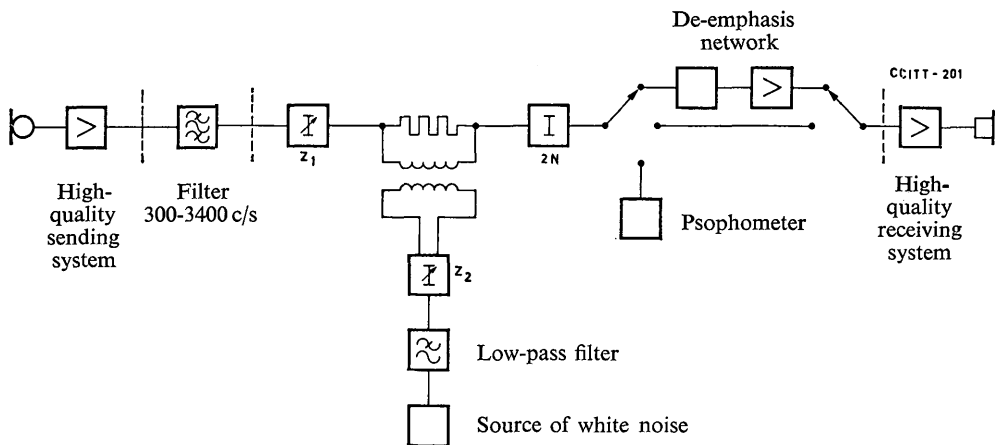 De-emphasis
network
CCITT - 201
Z1
2N
High-
quality
sending
system
Filter
300-3400 c/s
Psophometer
High-
quality
receiving
system
Z2
Low-pass filter
Source of white noise